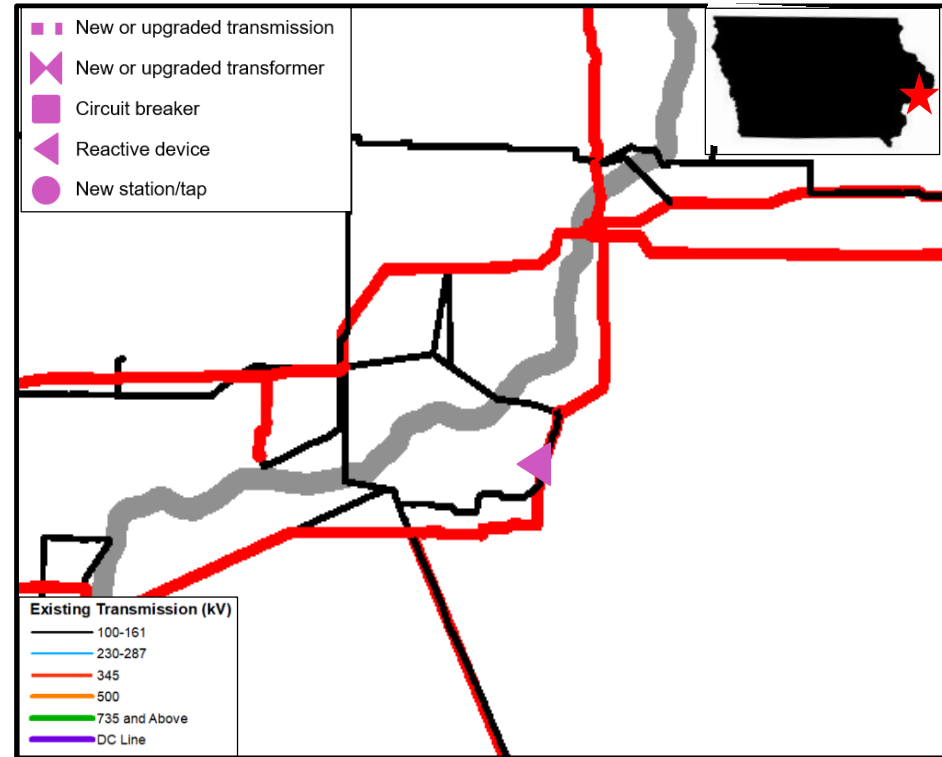 New or upgraded transmission
New or upgraded transformer
Circuit breaker
Reactive device
New station/tap
Existing Transmission (kV)
100-161
230-287
345
500
735 and Above
DC Line